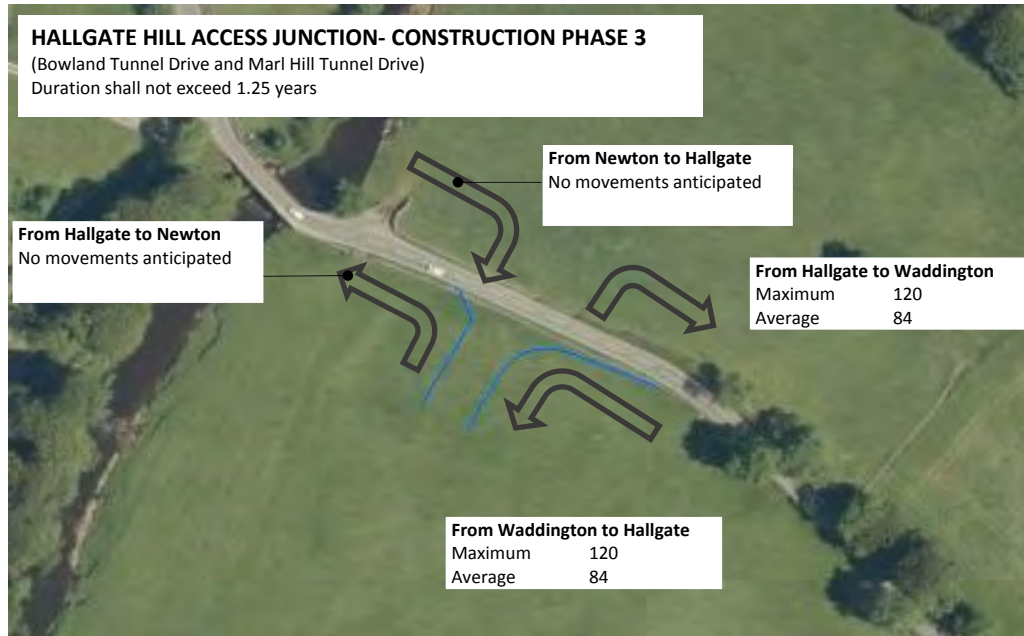 HALLGATE HILL ACCESS JUNCTION- CONSTRUCTION PHASE 3
(Bowland Tunnel Drive and Marl Hill Tunnel Drive)
Duration shall not exceed 1.25 years
From Newton to Hallgate
No movements anticipated
From Hallgate to Newton
No movements anticipated
From Hallgate to Waddington
Maximum 120
Average 84
From Waddington to Hallgate
Maximum 120
Average 84